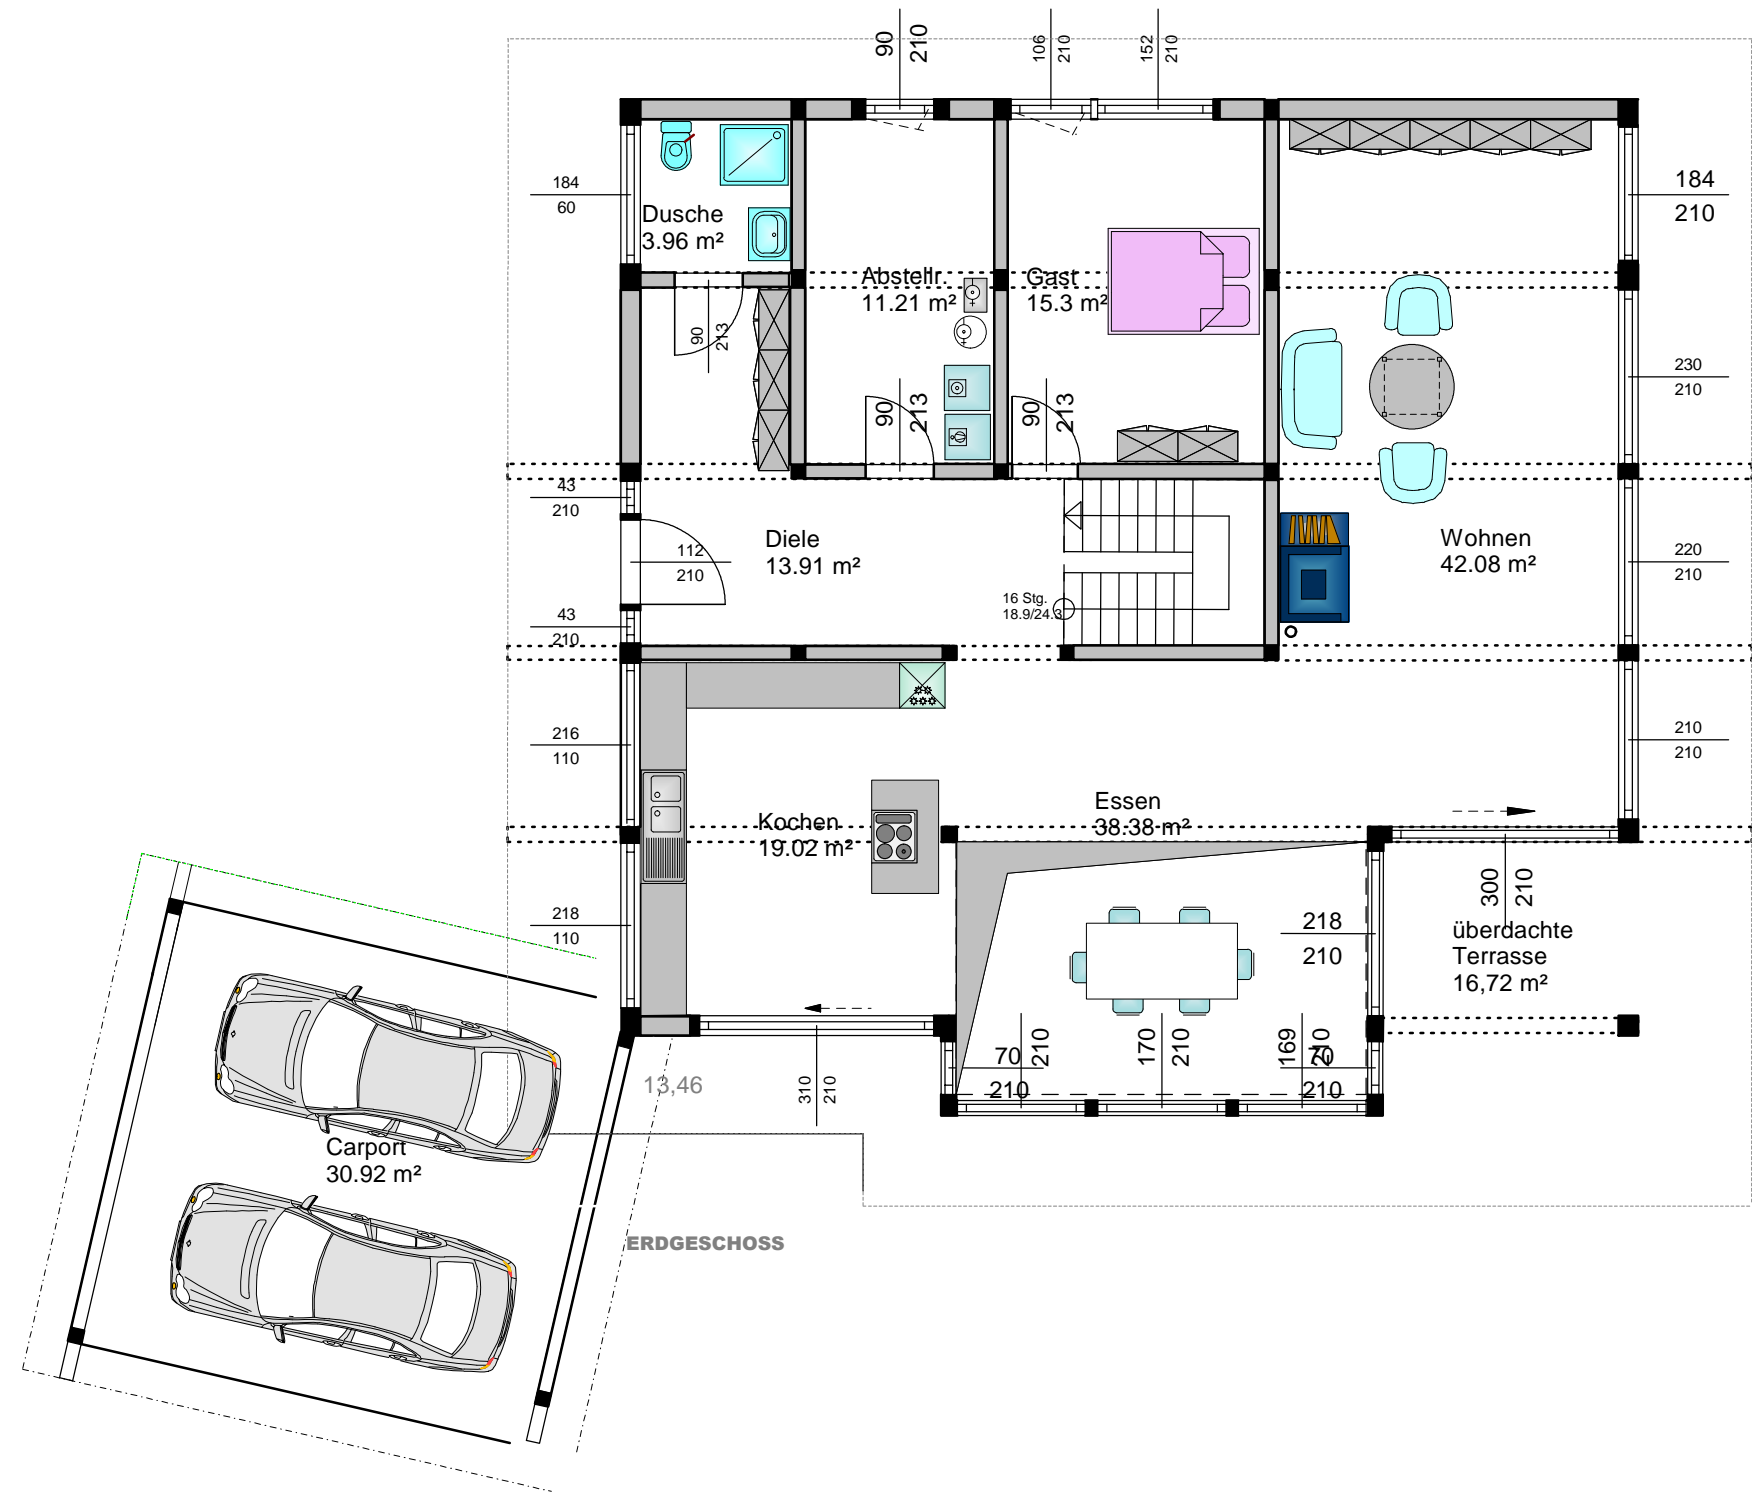 90
210
106
210
152
210
184
60
Dusche
3.96 m²
184
210
Abstellr.
11.21 m²
Gast
15.3 m²
90
213
230
210
90
213
90
213
43
210
112
210
Diele
13.91 m²
Wohnen
42.08 m²
220
210
16 Stg.
18.9/24.3
43
210
216
110
210
210
Kochen
19.02 m²
Essen
38.38 m²
218
110
300
210
218
210
überdachte
Terrasse
16,72 m²
70
210
210
170
210
169
210
70
210
13,46
310
210
Carport
30.92 m²
ERDGESCHOSS